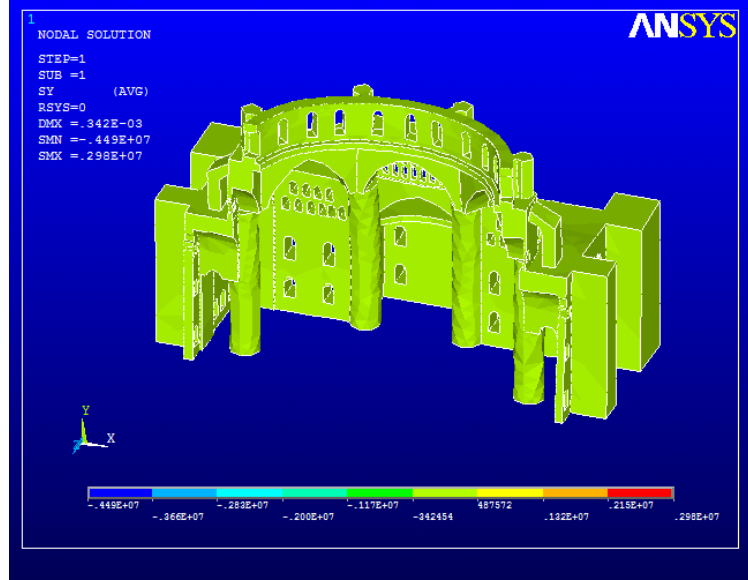 1
ANSYS
NODAL SOLUTION
STEP=1
SUB =1
SY (AVG)
RSYS=0
DMX =.342E-03
SMN =-.449E+07
SMX =.298E+07
Y
X
-.449E+07 -.283E+07 -.117E+07 487572 .215E+07
-.366E+07 -.200E+07 -342454 .132E+07 .298E+07